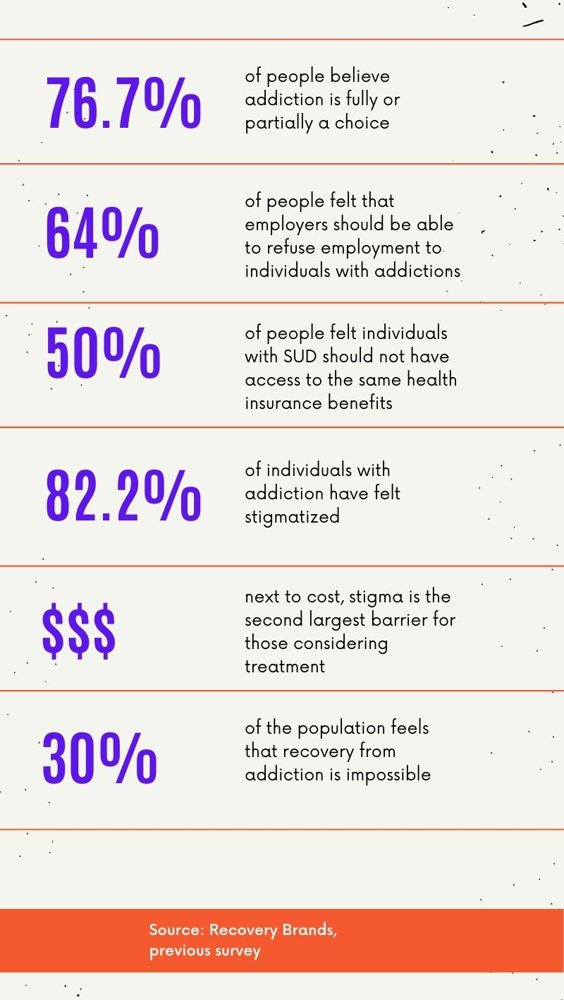 76.7%
of people believe
addiction is fully or
partially a choice
64%
of people felt that
employers should be able
to refuse employment to
individuals with addictions
50%
of people felt individuals
with SUD should not have
access to the same health
insurance benefits
82.2%
of individuals with
addiction have felt
stigmatized
$$$
next to cost, stigma is the
second largest barrier for
those considering
treatment
30%
of the population feels
that recovery from
addiction is impossible
Source: Recovery Brands,
previous survey